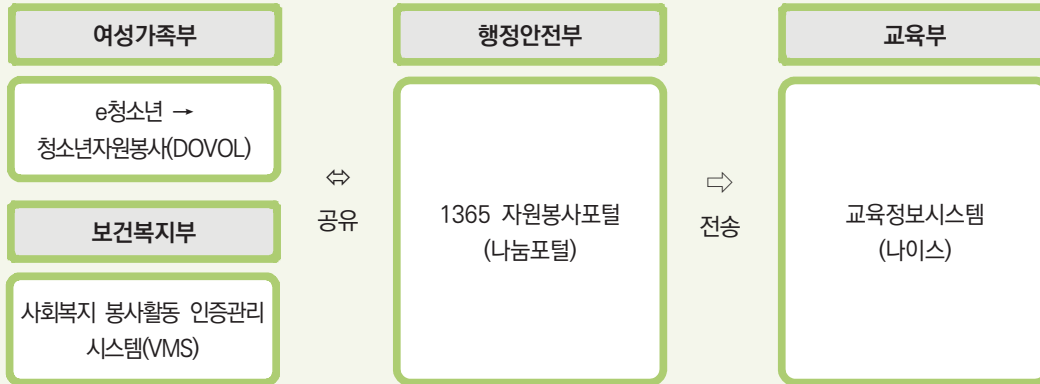 여성가족부
e청소년 →
청소년자원봉사(DOVOL)
보건복지부
사회복지 봉사활동 인증관리
시스템(VMS)
⇔
공유
행정안전부
1365 자원봉사포털
(나눔포털)
⇨
전송
교육부
교육정보시스템
(나이스)